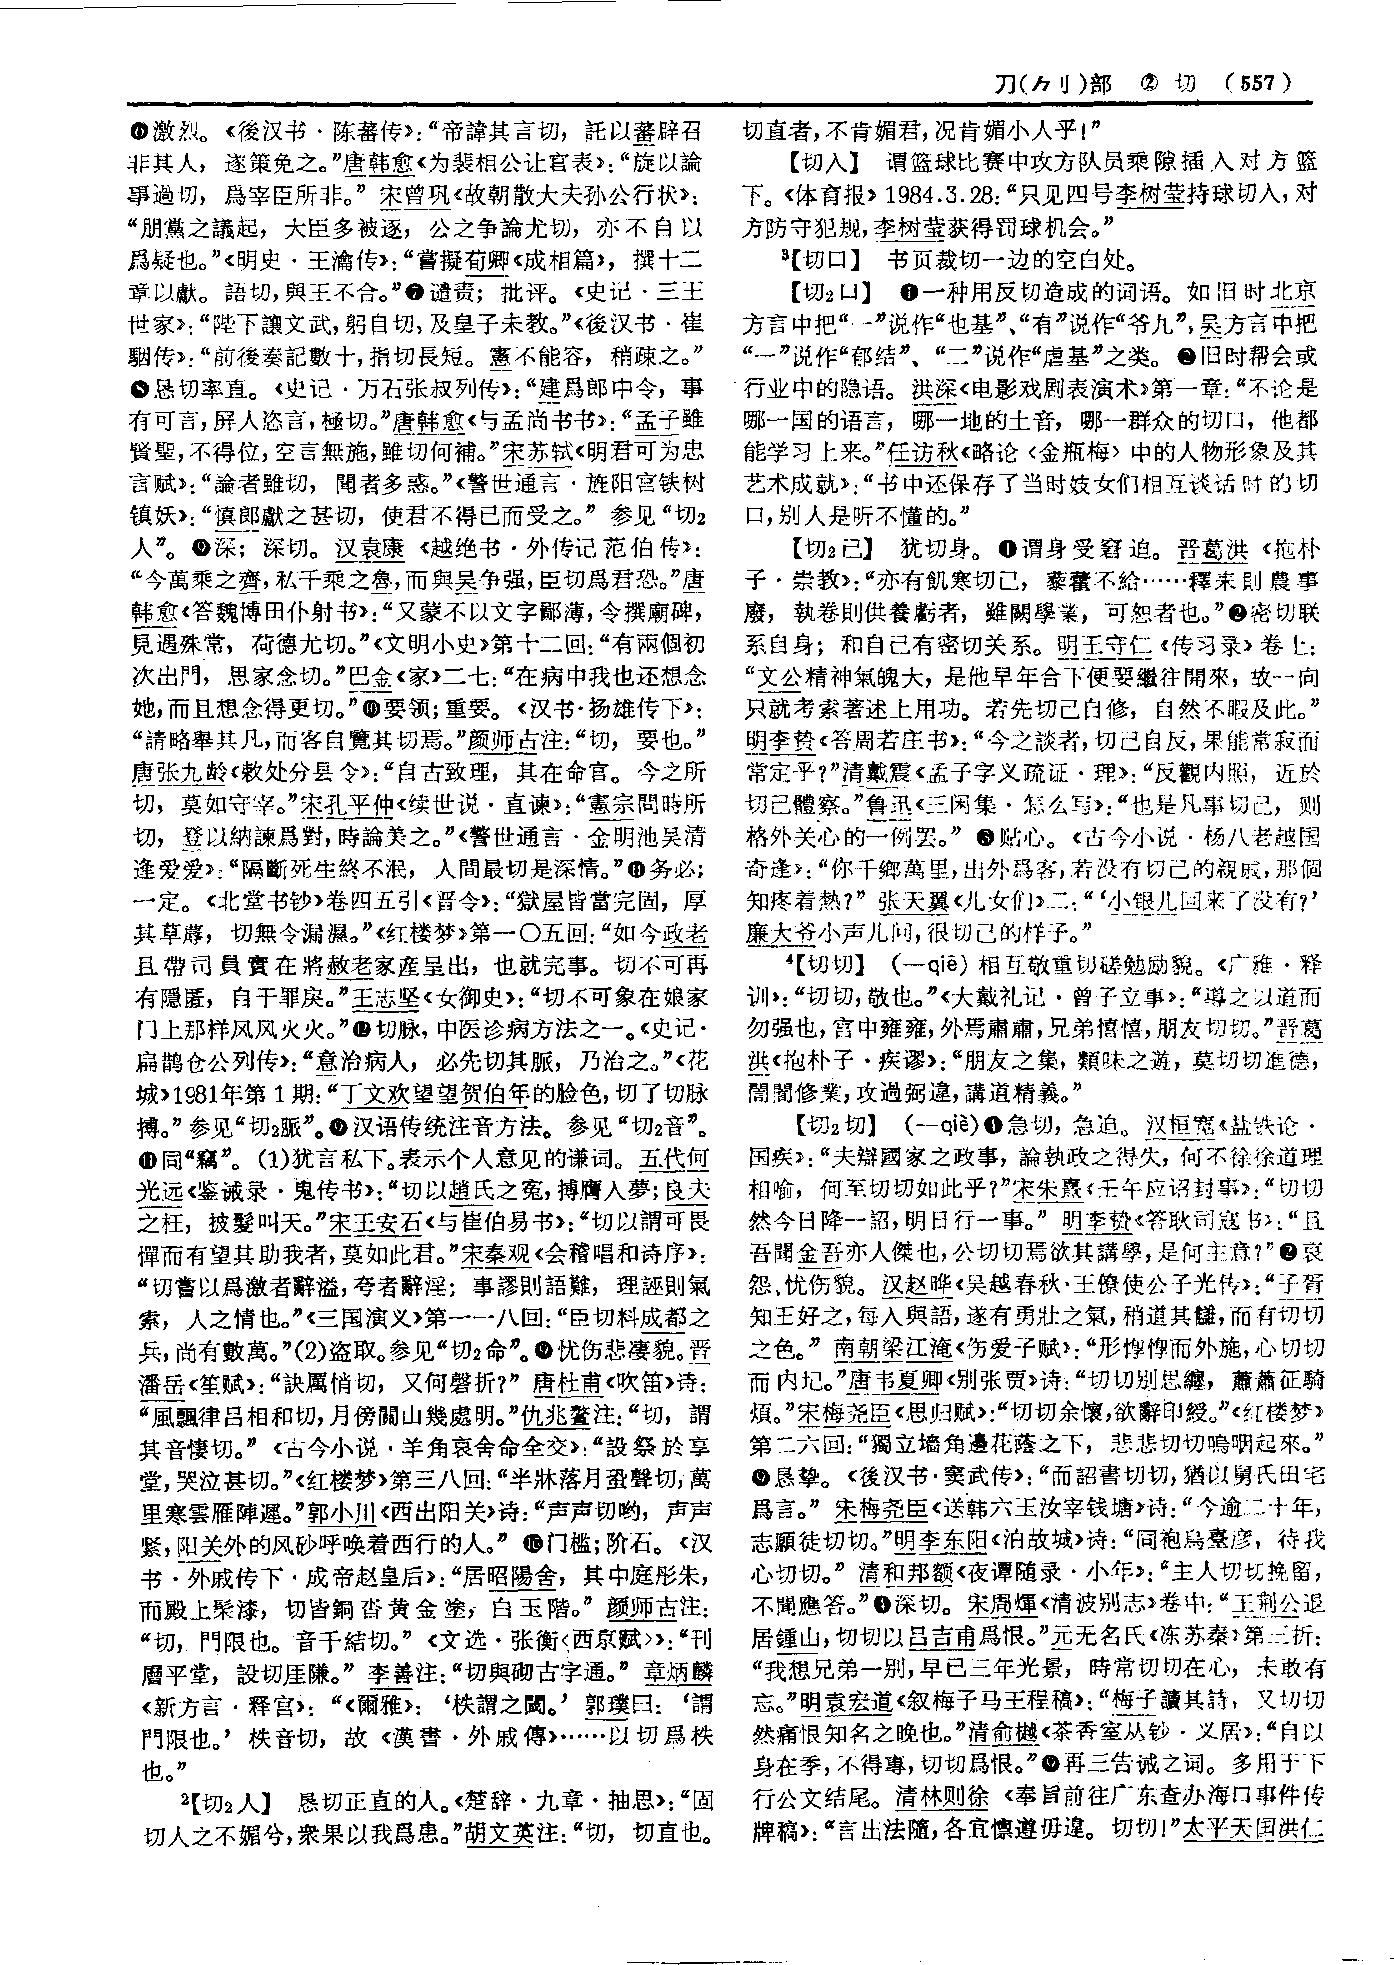 刀(𠂊刂)部 ② 切 (557)
❻激烈。《後汉书·陈蕃传》：“帝諱其言切，託以蕃辟召
非其人，遂策免之。”唐韩愈《为裴相公让官表》：“旋以論
事過切，爲宰臣所非。” 宋曾巩《故朝散大夫孙公行状》：
“朋黨之議起，大臣多被逐，公之争論尤切，亦不自以
爲疑也。”《明史·王瀹传》：“嘗擬荀卿《成相篇》，撰十二
章以獻。語切，與王不合。”❼谴责；批评。《史记·三王
世家》：“陛下讓文武，躬自切，及皇子未教。”《後汉书·崔
駰传》：“前後奏記數十，指切長短。憲不能容，稍疎之。”
❽恳切率直。《史记·万石张叔列传》：“建爲郎中令，事
有可言，屏人恣言，極切。”唐韩愈《与孟尚书书》：“孟子雖
賢聖，不得位，空言無施，雖切何補。”宋苏轼《明君可为忠
言赋》：“論者雖切，聞者多惑。”《警世通言·旌阳宫铁树
镇妖》：“慎郎獻之甚切，使君不得已而受之。” 参见“切₂
人”。❾深；深切。汉袁康《越绝书·外传记范伯传》：
“今萬乘之齊，私千乘之魯，而與吴争强，臣切爲君恐。”唐
韩愈《答魏博田仆射书》：“又蒙不以文字鄙薄，令撰廟碑，
見遇殊常，荷德尤切。”《文明小史》第十二回：“有兩個初
次出門，思家念切。”巴金《家》二七：“在病中我也还想念
她，而且想念得更切。”❿要领；重要。《汉书·扬雄传下》：
“請略舉其凡，而客自覽其切焉。”颜师古注：“切，要也。”
唐张九龄《敕处分县令》：“自古致理，其在命官。今之所
切，莫如守宰。”宋孔平仲《续世说·直谏》：“憲宗問時所
切，登以納諫爲對，時論美之。”《警世通言·金明池吴清
逢爱爱》：“隔斷死生終不泯，人間最切是深情。”⓫务必；
一定。《北堂书钞》卷四五引《晋令》：“獄屋皆當完固，厚
其草蓐，切無令漏濕。”《红楼梦》第一〇五回：“如今政老
且帶司員實在將赦老家産呈出，也就完事。切不可再
有隱匿，自干罪戾。”王志坚《女御史》：“切不可象在娘家
门上那样风风火火。”⓬切脉，中医诊病方法之一。《史记·
扁鹊仓公列传》：“意治病人，必先切其脈，乃治之。”《花
城》1981年第1期：“丁文欢望望贺伯年的脸色，切了切脉
搏。”参见“切₂脈”。⓭汉语传统注音方法。参见“切₂音”。
⓮同“竊”。(1)犹言私下。表示个人意见的谦词。五代何
光远《鉴诫录·鬼传书》：“切以趙氏之冤，搏膺入夢；良夫
之枉，披髮叫天。”宋王安石《与崔伯易书》：“切以謂可畏
憚而有望其助我者，莫如此君。”宋秦观《会稽唱和诗序》：
“切嘗以爲激者辭溢，夸者辭淫；事謬則語難，理誣則氣
索，人之情也。”《三国演义》第一一八回：“臣切料成都之
兵，尚有數萬。”(2)盗取。参见“切₂命”。⓯忧伤悲凄貌。晋
潘岳《笙赋》：“訣厲悄切，又何磬折？” 唐杜甫《吹笛》诗：
“風飄律吕相和切，月傍關山幾處明。”仇兆鳌注：“切，謂
其音悽切。” 《古今小说·羊角哀舍命全交》：“設祭於享
堂，哭泣甚切。”《红楼梦》第三八回：“半牀落月蛩聲切，萬
里寒雲雁陣遲。”郭小川《西出阳关》诗：“声声切哟，声声
紧，阳关外的风砂呼唤着西行的人。” ⓰门槛；阶石。《汉
书·外戚传下·成帝赵皇后》：“居昭陽舍，其中庭彤朱，
而殿上髹漆，切皆銅沓黄金塗，白玉階。” 颜师古注：
“切，門限也。音千結切。” 《文选·张衡〈西京赋〉》：“刊
層平堂，設切厓隒。” 李善注：“切與砌古字通。” 章炳麟
《新方言·释宫》：“《爾雅》：‘柣謂之閾。’ 郭璞曰：‘謂
門限也。’ 柣音切，故《漢書·外戚傳》……以切爲柣
也。”
²【切₂人】 恳切正直的人。《楚辞·九章·抽思》：“固
切人之不媚兮，衆果以我爲患。”胡文英注：“切，切直也。
切直者，不肯媚君，况肯媚小人乎！”
【切入】 谓篮球比赛中攻方队员乘隙插入对方篮
下。《体育报》1984.3.28：“只见四号李树莹持球切入，对
方防守犯规，李树莹获得罚球机会。”
³【切口】 书页裁切一边的空白处。
【切₂口】 ❶一种用反切造成的词语。如旧时北京
方言中把“一”说作“也基”、“有”说作“爷九”，吴方言中把
“一”说作“郁结”、“二”说作“虐基”之类。❷旧时帮会或
行业中的隐语。洪深《电影戏剧表演术》第一章：“不论是
哪一国的语言，哪一地的土音，哪一群众的切口，他都
能学习上来。”任访秋《略论〈金瓶梅〉中的人物形象及其
艺术成就》：“书中还保存了当时妓女们相互谈话时的切
口，别人是听不懂的。”
【切₂己】 犹切身。❶谓身受窘迫。晋葛洪《抱朴
子·崇教》：“亦有飢寒切己，藜藿不給……釋耒則農事
廢，執卷則供養虧者，雖闕學業，可恕者也。”❷密切联
系自身；和自己有密切关系。明王守仁《传习录》卷上：
“文公精神氣魄大，是他早年合下便要繼往開來，故一向
只就考索著述上用功。若先切己自修，自然不暇及此。”
明李贽《答周若庄书》：“今之談者，切己自反，果能常寂而
常定乎？”清戴震《孟子字义疏证·理》：“反觀内照，近於
切己體察。”鲁迅《三闲集·怎么写》：“也是凡事切己，则
格外关心的一例罢。” ❸贴心。《古今小说·杨八老越国
奇逢》：“你千鄉萬里，出外爲客，若没有切己的親戚，那個
知疼着熱？” 张天翼《儿女们》二：“‘小银儿回来了没有？’
廉大爷小声儿问，很切己的样子。”
⁴【切切】 (—qiē) 相互敬重切磋勉励貌。《广雅·释
训》：“切切，敬也。”《大戴礼记·曾子立事》：“導之以道而
勿强也，宫中雍雍，外焉肅肅，兄弟憘憘，朋友切切。”晋葛
洪《抱朴子·疾谬》：“朋友之集，類味之遊，莫切切進德，
誾誾修業，攻過弼違，講道精義。”
【切₂切】 (—qiè)❶急切，急迫。汉桓宽《盐铁论·
国疾》：“夫辯國家之政事，論執政之得失，何不徐徐道理
相喻，何至切切如此乎？”宋朱熹《壬午应诏封事》：“切切
然今日降一詔，明日行一事。” 明李贽《答耿司寇书》：“且
吾聞金吾亦人傑也，公切切焉欲其講學，是何主意？”❷哀
怨、忧伤貌。汉赵晔《吴越春秋·王僚使公子光传》：“子胥
知王好之，每入與語，遂有勇壯之氣，稍道其讎，而有切切
之色。” 南朝梁江淹《伤爱子赋》：“形惸惸而外施，心切切
而内圮。”唐韦夏卿《别张贾》诗：“切切别思纏，蕭蕭征騎
煩。”宋梅尧臣《思归赋》：“切切余懷，欲辭印綬。”《红楼梦》
第二六回：“獨立墙角邊花蔭之下，悲悲切切嗚咽起來。”
❸恳挚。《後汉书·窦武传》：“而詔書切切，猶以舅氏田宅
爲言。” 朱梅尧臣《送韩六玉汝宰钱塘》诗：“今逾二十年，
志願徒切切。”明李东阳《泊故城》诗：“同袍烏臺彦，待我
心切切。” 清和邦额《夜谭随录·小年》：“主人切切挽留，
不聞應答。”❹深切。宋周煇《清波别志》卷中：“王荆公退
居鍾山，切切以吕吉甫爲恨。”元无名氏《冻苏秦》第三折：
“我想兄弟一别，早已三年光景，時常切切在心，未敢有
忘。”明袁宏道《叙梅子马王程稿》：“梅子讀其詩，又切切
然痛恨知名之晚也。”清俞樾《茶香室丛钞·义居》：“自以
身在季，不得專，切切爲恨。”❺再三告诫之词。多用于下
行公文结尾。清林则徐《奉旨前往广东查办海口事件传
牌稿》：“言出法隨，各宜懔遵毋違。切切！”太平天国洪仁